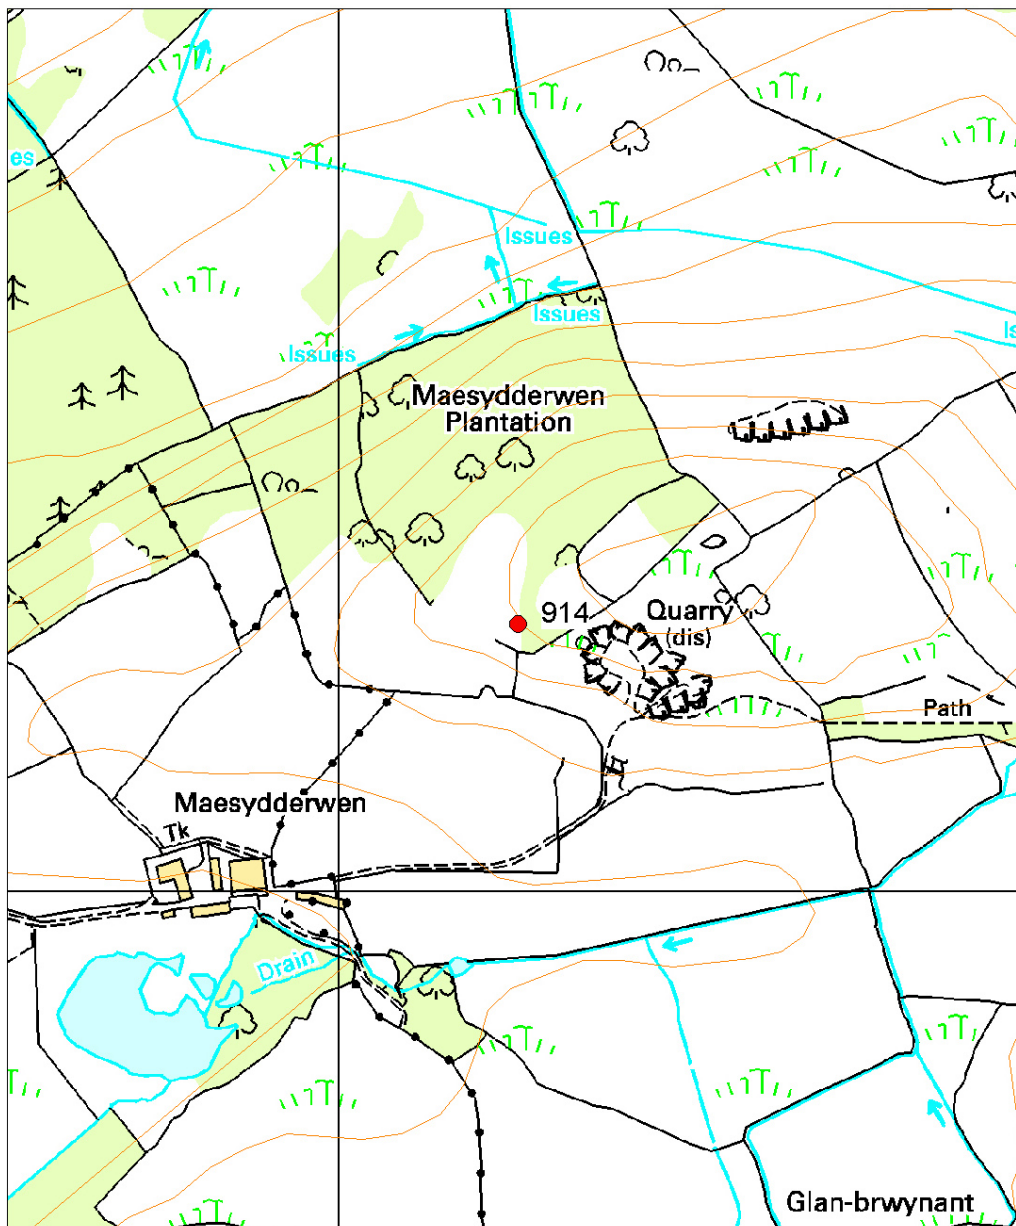 es
Issues
Issues
Issues
Is
Maesydderwen
Plantation
914
Quarry
(dis)
Path
Maesydderwen
Tk
Drain
Glan-brwynant